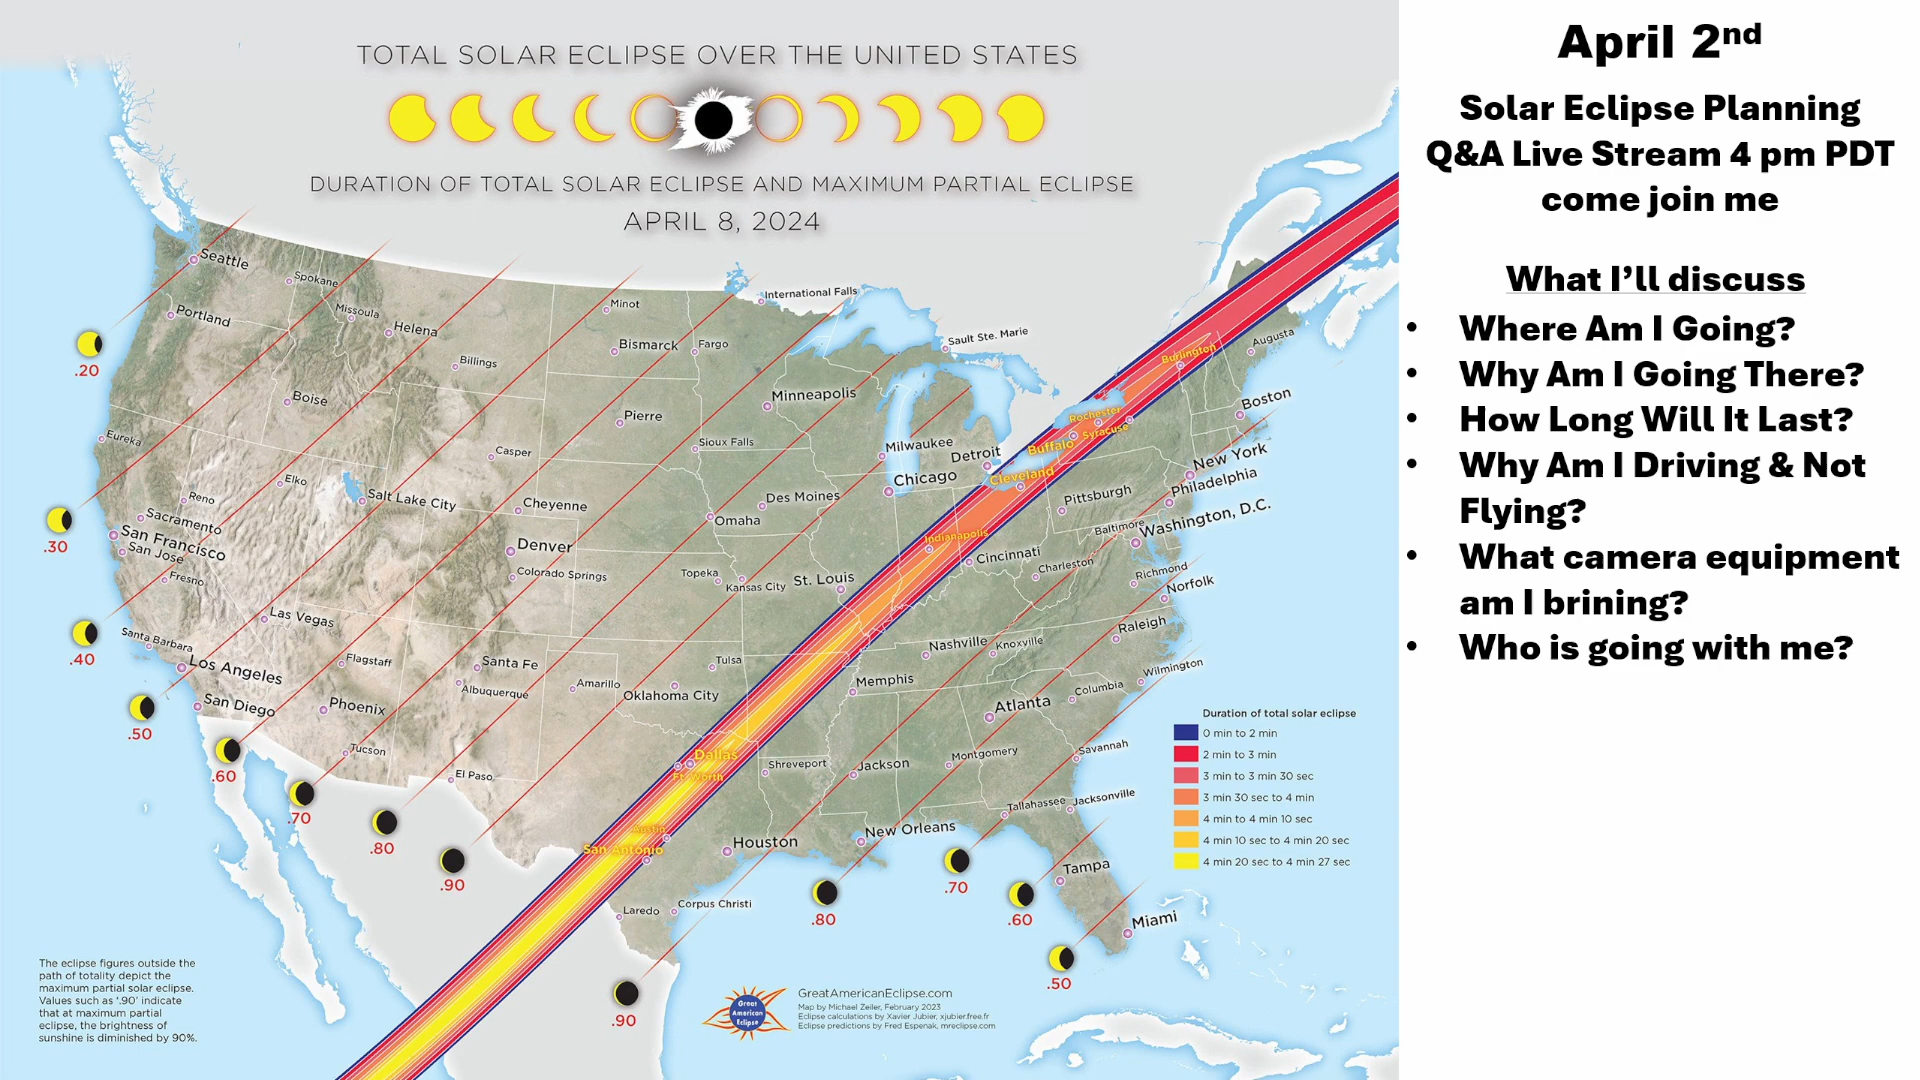 TOTAL SOLAR ECLIPSE OVER THE UNITED STATES
DURATION OF TOTAL SOLAR ECLIPSE AND MAXIMUM PARTIAL ECLIPSE
APRIL 8, 2024
Seattle
Spokane
Portland
Missoula
Helena
Billings
Boise
Eureka
Elko
Reno
Sacramento
San Francisco
San Jose
Fresno
Salt Lake City
Casper
Cheyenne
Denver
Colorado Springs
Las Vegas
Santa Barbara
Los Angeles
San Diego
Flagstaff
Phoenix
Tucson
Santa Fe
Albuquerque
El Paso
Minot
Bismarck
Fargo
International Falls
Pierre
Sioux Falls
Minneapolis
Sault Ste. Marie
Milwaukee
Chicago
Detroit
Des Moines
Omaha
Topeka
Kansas City
St. Louis
Amarillo
Oklahoma City
Tulsa
Dallas
Ft. Worth
Austin
San Antonio
Houston
Laredo
Corpus Christi
Shreveport
Jackson
New Orleans
Memphis
Nashville
Knoxville
Indianapolis
Cincinnati
Charleston
Cleveland
Buffalo
Rochester
Syracuse
Burlington
Augusta
Boston
New York
Philadelphia
Pittsburgh
Baltimore
Washington, D.C.
Richmond
Norfolk
Raleigh
Wilmington
Columbia
Atlanta
Montgomery
Savannah
Tallahassee
Jacksonville
Tampa
Miami
.20
.30
.40
.50
.60
.70
.80
.90
.90
.80
.70
.60
.50
Duration of total solar eclipse
0 min to 2 min
2 min to 3 min
3 min to 3 min 30 sec
3 min 30 sec to 4 min
4 min to 4 min 10 sec
4 min 10 sec to 4 min 20 sec
4 min 20 sec to 4 min 27 sec
The eclipse figures outside the
path of totality depict the
maximum partial solar eclipse.
Values such as '.90' indicate
that at maximum partial
eclipse, the brightness of
sunshine is diminished by 90%.
Great
American
Eclipse
GreatAmericanEclipse.com
Map by Michael Zeiler, February 2023
Eclipse calculations by Xavier Jubier, xjubier.free.fr
Eclipse predictions by Fred Espenak, mreclipse.com
April 2nd
Solar Eclipse Planning
Q&A Live Stream 4 pm PDT
come join me
What I'll discuss
• Where Am I Going?
• Why Am I Going There?
• How Long Will It Last?
• Why Am I Driving & Not
Flying?
• What camera equipment
am I brining?
• Who is going with me?